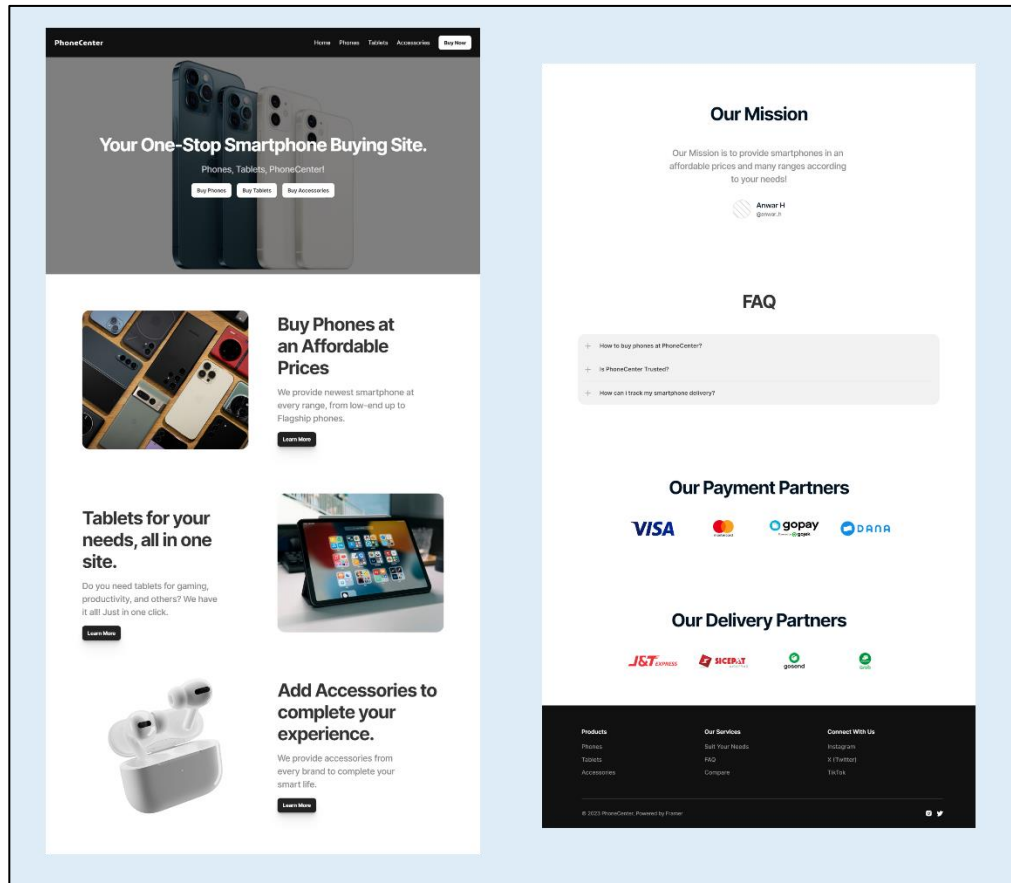 PhoneCenter
Home Phones Tablets Accessories Buy Now
Your One-Stop Smartphone Buying Site.
Phones, Tablets, PhoneCenter!
Buy Phones Buy Tablets Buy Accessories
Buy Phones at
an Affordable
Prices
We provide newest smartphone at
every range, from low-end up to
Flagship phones.
Learn More
Tablets for your
needs, all in one
site.
Do you need tablets for gaming,
productivity, and others? We have
it all! Just in one click.
Learn More
Add Accessories to
complete your
experience.
We provide accessories from
every brand to complete your
smart life.
Learn More
Our Mission
Our Mission is to provide smartphones in an
affordable prices and many ranges according
to your needs!
Anwar H
@anwar.h
FAQ
How to buy phones at PhoneCenter?
Is PhoneCenter Trusted?
How can i track my smartphone delivery?
Our Payment Partners
VISA mastercard gopay DANA
gojek
Our Delivery Partners
J&T EXPRESS SICEPAT gosend Grab
Products Our Services Connect With Us
Phones Suit Your Needs Instagram
Tablets FAQ X (Twitter)
Accessories Compare TikTok
© 2023 PhoneCenter, Powered by Framer